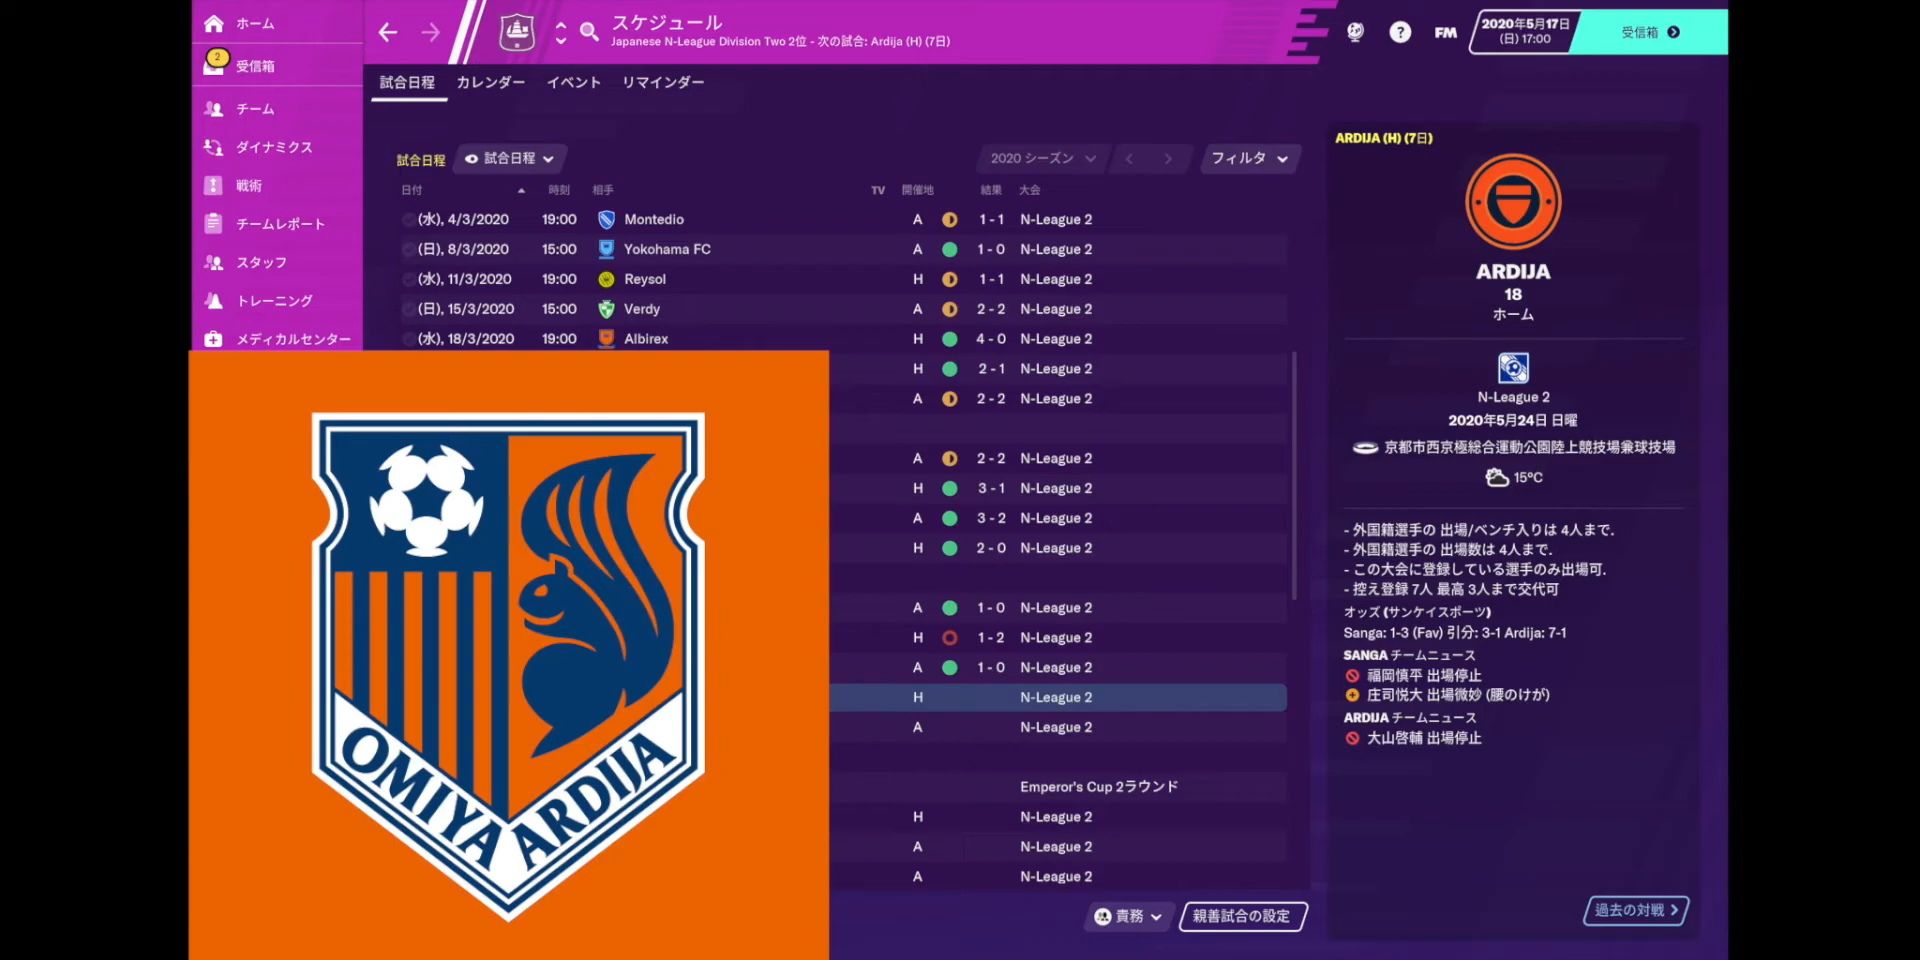 ホーム
2
受信箱
チーム
ダイナミクス
戦術
チームレポート
スタッフ
トレーニング
メディカルセンター
スケジュール
Japanese N-League Division Two 2位 - 次の試合: Ardija (H) (7日)
FM
2020年5月17日
(日) 17:00
受信箱
試合日程 カレンダー イベント リマインダー
試合日程 試合日程
2020 シーズン
フィルタ
日付 時刻 相手 TV 開催地 結果 大会
(水), 4/3/2020 19:00 Montedio A 1 - 1 N-League 2
(日), 8/3/2020 15:00 Yokohama FC A 1 - 0 N-League 2
(水), 11/3/2020 19:00 Reysol H 1 - 1 N-League 2
(日), 15/3/2020 15:00 Verdy A 2 - 2 N-League 2
(水), 18/3/2020 19:00 Albirex H 4 - 0 N-League 2
H 2 - 1 N-League 2
A 2 - 2 N-League 2
A 2 - 2 N-League 2
H 3 - 1 N-League 2
A 3 - 2 N-League 2
H 2 - 0 N-League 2
A 1 - 0 N-League 2
H 1 - 2 N-League 2
A 1 - 0 N-League 2
H N-League 2
A N-League 2
Emperor's Cup 2ラウンド
H N-League 2
A N-League 2
A N-League 2
責務
親善試合の設定
OMIYA ARDIJA
ARDIJA (H) (7日)
ARDIJA
18
ホーム
N-League 2
2020年5月24日 日曜
京都市西京極総合運動公園陸上競技場兼球技場
15°C
- 外国籍選手の 出場/ベンチ入りは 4人まで.
- 外国籍選手の 出場数は 4人まで.
- この大会に登録している選手のみ出場可.
- 控え登録 7人 最高 3人まで交代可
オッズ (サンケイスポーツ)
Sanga: 1-3 (Fav) 引分: 3-1 Ardija: 7-1
SANGA チームニュース
福岡慎平 出場停止
庄司悦大 出場微妙 (腰のけが)
ARDIJA チームニュース
大山啓輔 出場停止
過去の対戦